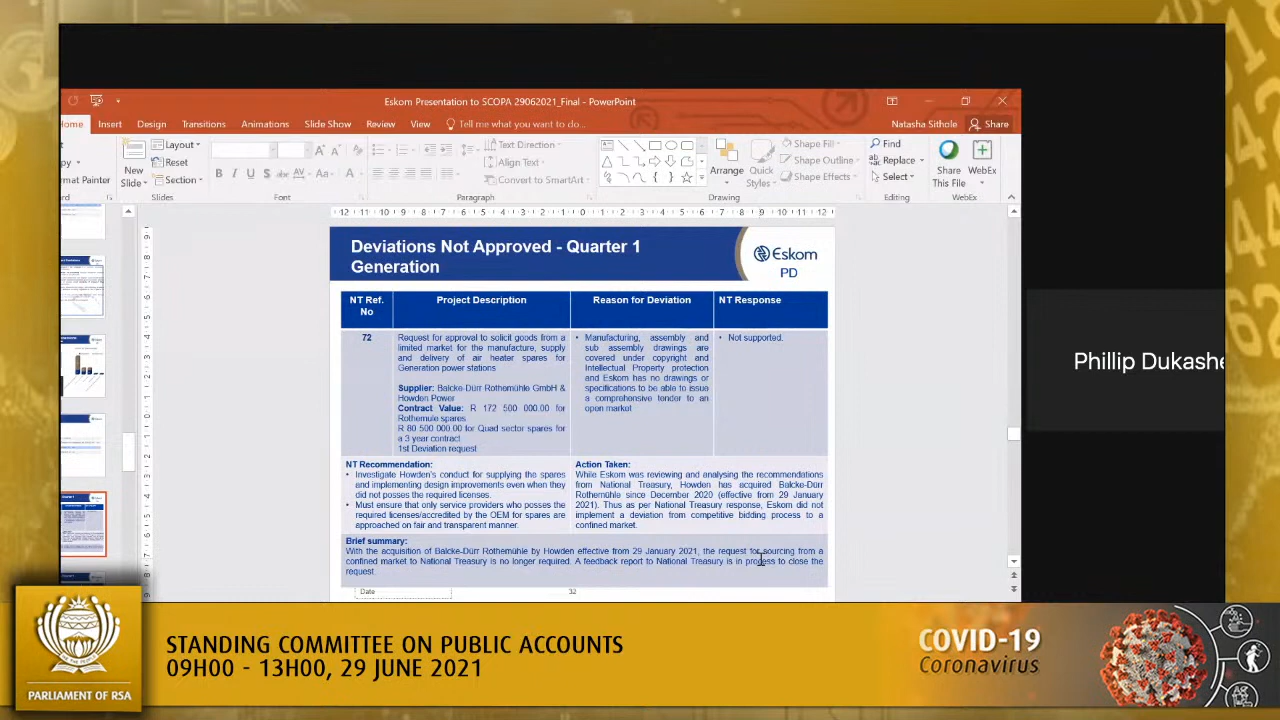 Eskom Presentation to SCOPA 29062021_Final - PowerPoint
Home Insert Design Transitions Animations Slide Show Review View Tell me what you want to do... Natasha Sithole Share
New Slide
Layout
Reset
Section
Text Direction
Align Text
Convert to SmartArt
Arrange
Quick Styles
Shape Fill
Shape Outline
Shape Effects
Find
Replace
Select
Share This File
WebEx
Slides Font Paragraph Drawing Editing WebEx
Deviations Not Approved - Quarter 1
Generation
Eskom
PD
NT Ref. No
Project Description
Reason for Deviation
NT Response
72
Request for approval to solicit goods from a
limited market for the manufacture, supply
and delivery of air heater spares for
Generation power stations
Supplier: Balcke-Dürr Rothemühle GmbH &
Howden Power
Contract Value: R 172 500 000.00 for
Rothemule spares
R 80 500 000.00 for Quad sector spares for
a 3 year contract
1st Deviation request
• Manufacturing, assembly and
sub assembly drawings are
covered under copyright and
Intellectual Property protection
and Eskom has no drawings or
specifications to be able to issue
a comprehensive tender to an
open market
• Not supported.
NT Recommendation:
• Investigate Howden's conduct for supplying the spares
and implementing design improvements even when they
did not posses the required licenses.
• Must ensure that only service providers who posses the
required licenses/accredited by the OEM for spares are
approached on fair and transparent manner.
Action Taken:
While Eskom was reviewing and analysing the recommendations
from National Treasury, Howden has acquired Balcke-Dürr
Rothemühle since December 2020 (effective from 29 January
2021). Thus as per National Treasury response, Eskom did not
implement a deviation from competitive bidding process to a
confined market.
Brief summary:
With the acquisition of Balcke-Dürr Rothemühle by Howden effective from 29 January 2021, the request for sourcing from a
confined market to National Treasury is no longer required. A feedback report to National Treasury is in progress to close the
request
Date
32
Phillip Dukashe
STANDING COMMITTEE ON PUBLIC ACCOUNTS
09H00 - 13H00, 29 JUNE 2021
PARLIAMENT OF RSA
COVID-19
Coronavirus